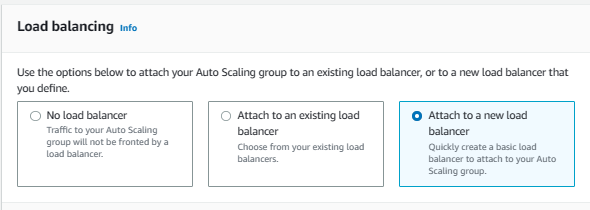 Load balancing Info
Use the options below to attach your Auto Scaling group to an existing load balancer, or to a new load balancer that
you define.
No load balancer
Traffic to your Auto Scaling
group will not be fronted by a
load balancer.
Attach to an existing load
balancer
Choose from your existing load
balancers.
Attach to a new load
balancer
Quickly create a basic load
balancer to attach to your Auto
Scaling group.